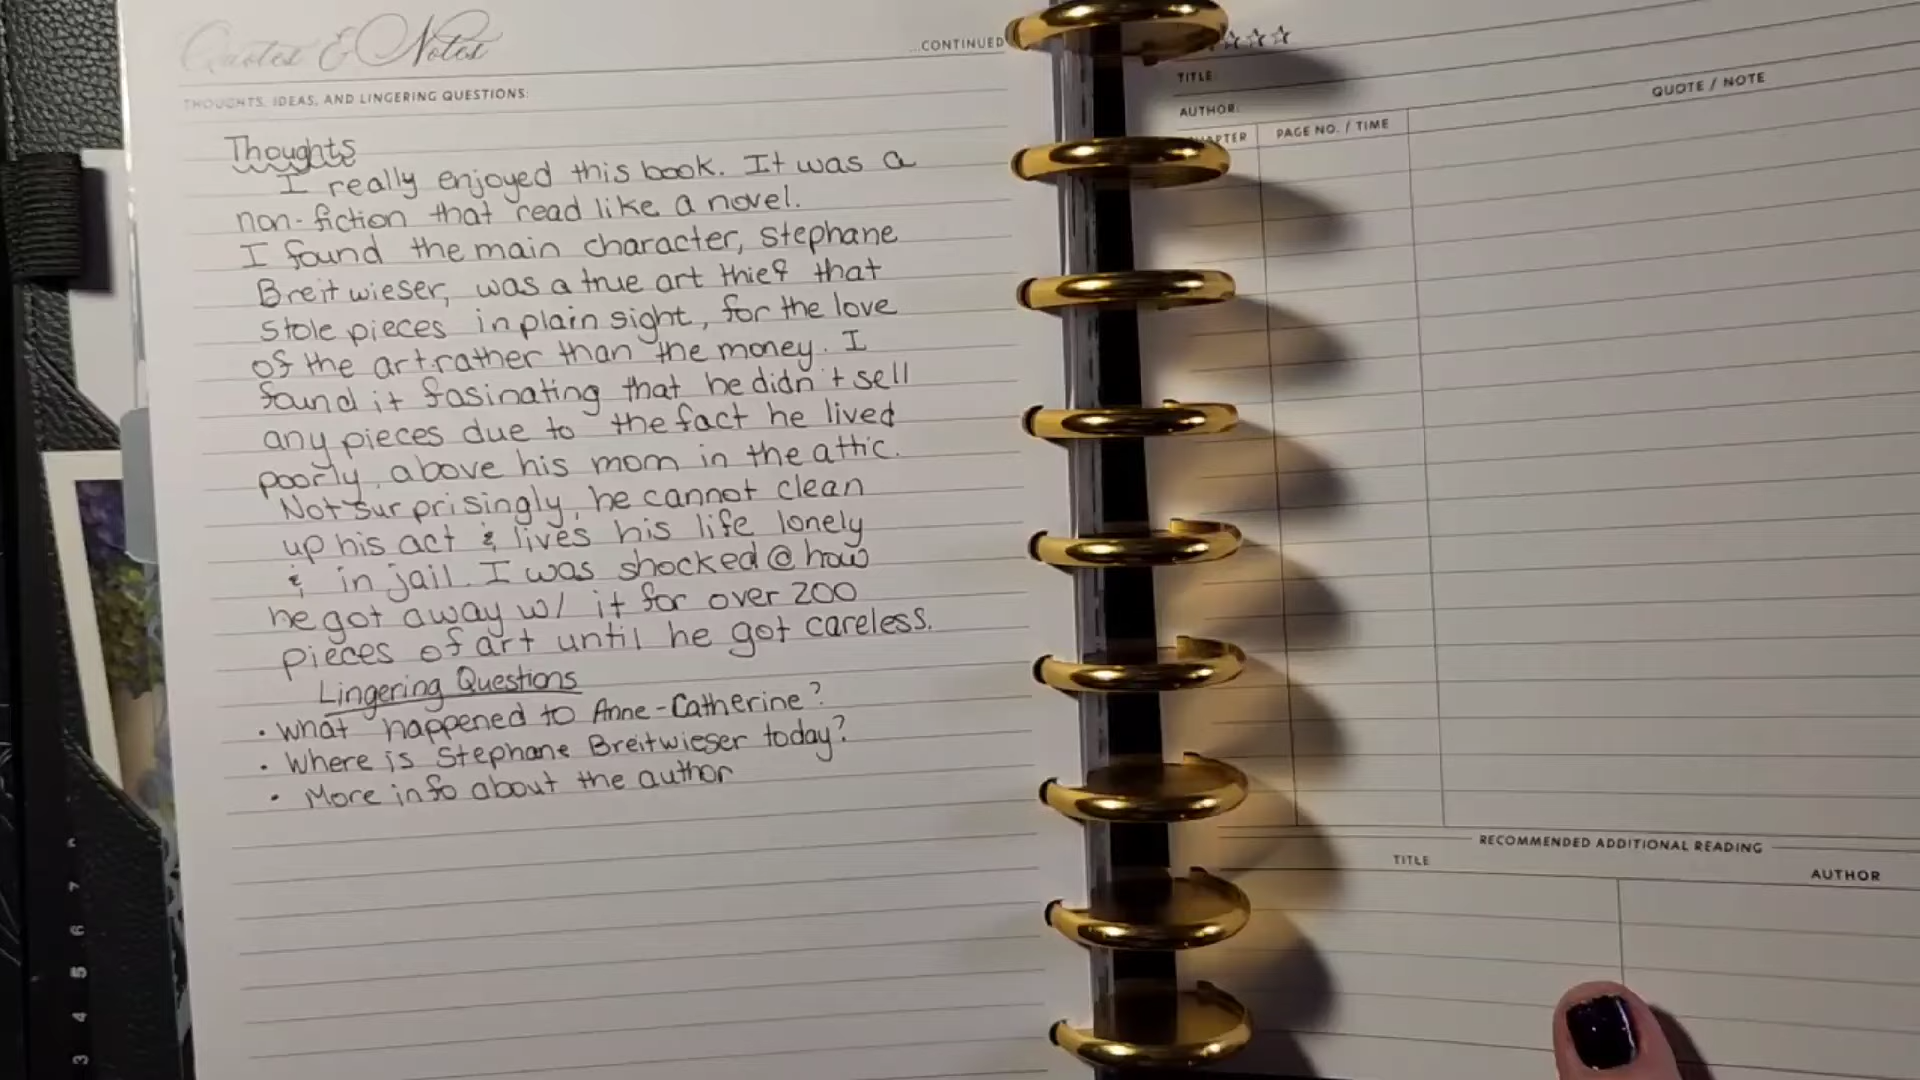 Quotes & Notes
...CONTINUED
THOUGHTS, IDEAS, AND LINGERING QUESTIONS:
Thoughts
I really enjoyed this book. It was a
non-fiction that read like a novel.
I found the main character, Stephane
Breitwieser, was a true art thief that
stole pieces in plain sight, for the love
of the art rather than the money. I
found it fasinating that he didn't sell
any pieces due to the fact he lived
poorly, above his mom in the attic.
Not surprisingly, he cannot clean
up his act & lives his life lonely
& in jail. I was shocked @ how
he got away w/ it for over 200
pieces of art until he got careless.
Lingering Questions
• What happened to Anne-Catherine?
• Where is Stephane Breitwieser today?
• More info about the author
TITLE:
AUTHOR:
PAGE NO. / TIME
QUOTE / NOTE
RECOMMENDED ADDITIONAL READING
TITLE
AUTHOR
7
6
5
4
3